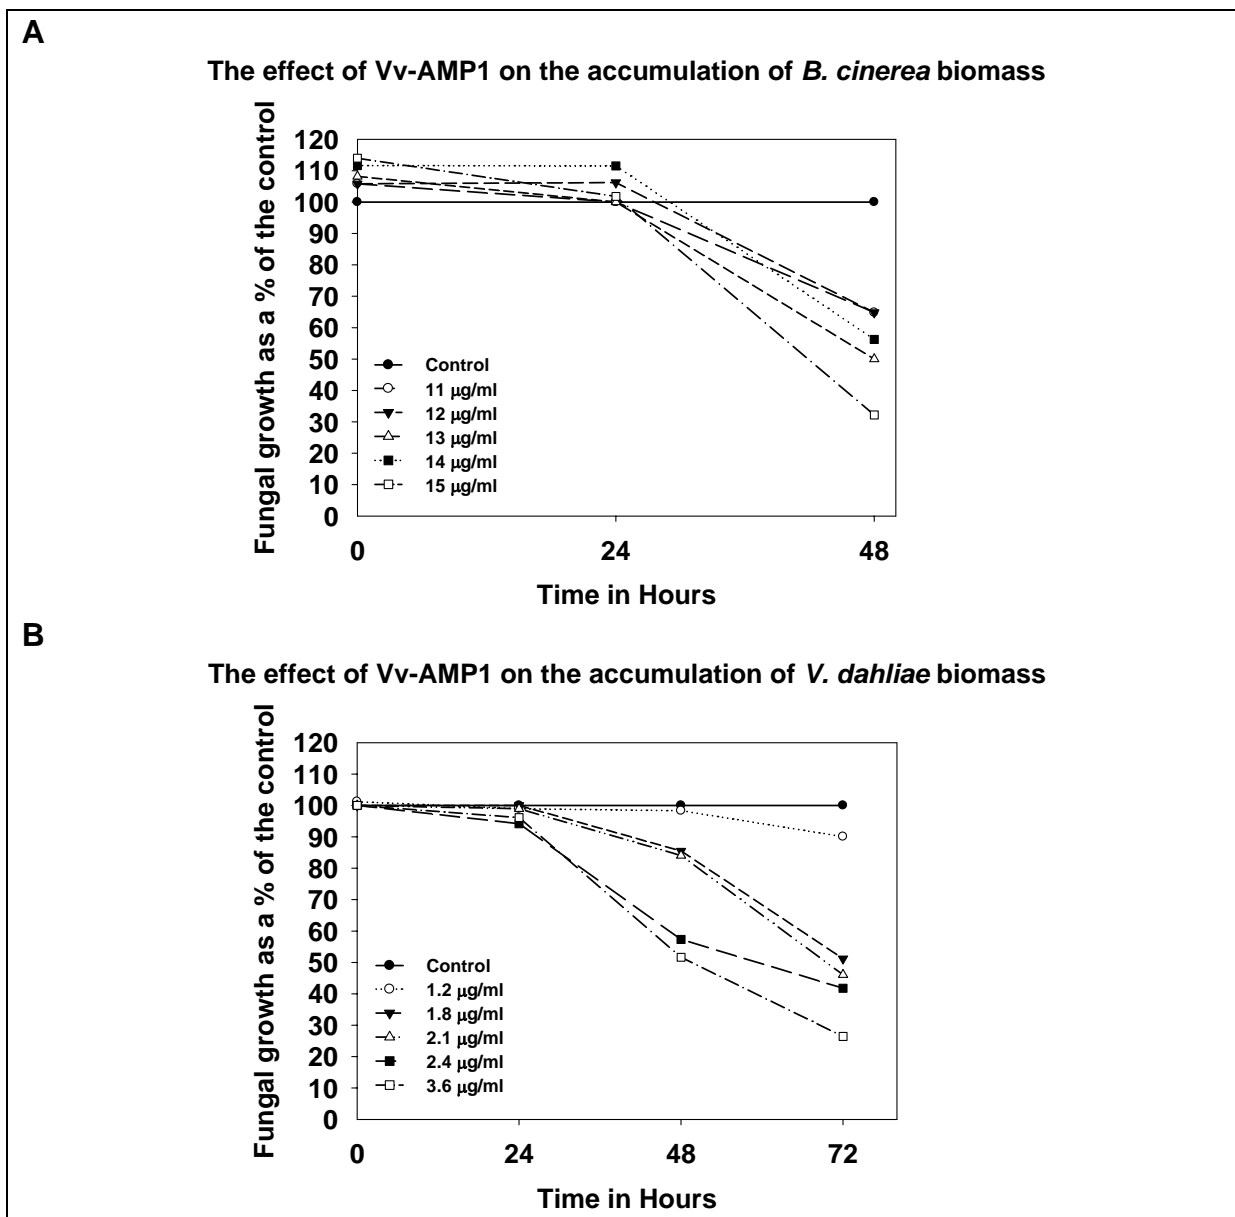 A
The effect of Vv-AMP1 on the accumulation of B. cinerea biomass
Fungal growth as a % of the control
120
110
100
90
80
70
60
50
40
30
20
10
0
Control
11 µg/ml
12 µg/ml
13 µg/ml
14 µg/ml
15 µg/ml
0 24 48
Time in Hours
B
The effect of Vv-AMP1 on the accumulation of V. dahliae biomass
Fungal growth as a % of the control
120
110
100
90
80
70
60
50
40
30
20
10
0
Control
1.2 µg/ml
1.8 µg/ml
2.1 µg/ml
2.4 µg/ml
3.6 µg/ml
0 24 48 72
Time in Hours